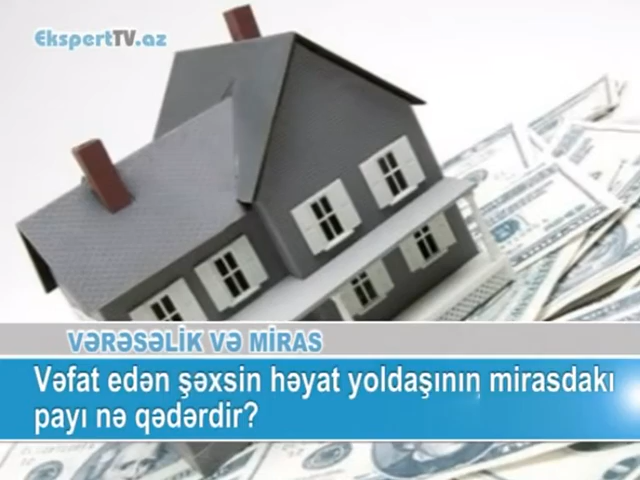 EkspertTV.az
VƏRƏSƏLİK VƏ MİRAS
Vəfat edən şəxsin həyat yoldaşının mirasdakı
payı nə qədərdir?